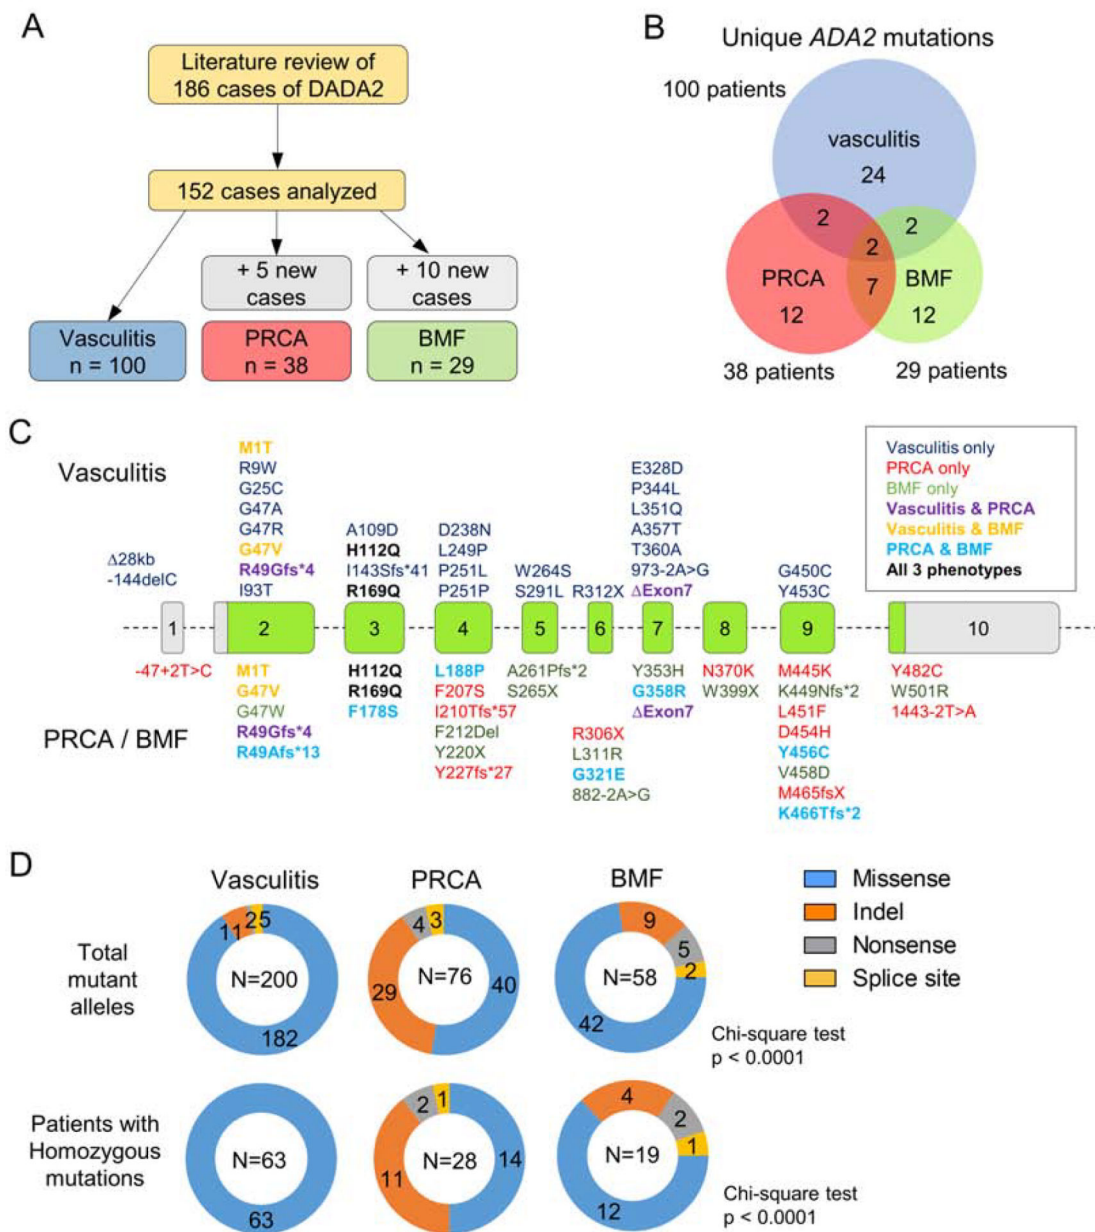 A
Literature review of
186 cases of DADA2
152 cases analyzed
+ 5 new
cases
+ 10 new
cases
Vasculitis
n = 100
PRCA
n = 38
BMF
n = 29
B
Unique ADA2 mutations
100 patients
vasculitis
24
2
2
2
PRCA
7
BMF
12
12
38 patients
29 patients
C
Vasculitis
Δ28kb
-144delC
M1T
R9W
G25C
G47A
G47R
G47V
R49Gfs*4
I93T
A109D
H112Q
I143Sfs*41
R169Q
D238N
L249P
P251L
P251P
W264S
S291L
R312X
E328D
P344L
L351Q
A357T
T360A
973-2A>G
ΔExon7
G450C
Y453C
Vasculitis only
PRCA only
BMF only
Vasculitis & PRCA
Vasculitis & BMF
PRCA & BMF
All 3 phenotypes
1
2
3
4
5
6
7
8
9
10
PRCA / BMF
-47+2T>C
M1T
G47V
G47W
R49Gfs*4
R49Afs*13
H112Q
R169Q
F178S
L188P
F207S
I210Tfs*57
F212Del
Y220X
Y227fs*27
A261Pfs*2
S265X
R306X
L311R
G321E
882-2A>G
Y353H
G358R
ΔExon7
N370K
W399X
M445K
K449Nfs*2
L451F
D454H
Y456C
V458D
M465fsX
K466Tfs*2
Y482C
W501R
1443-2T>A
D
Vasculitis
PRCA
BMF
Missense
Indel
Nonsense
Splice site
Total
mutant
alleles
11
2
5
N=200
182
4
3
29
N=76
40
9
5
2
N=58
42
Chi-square test
p < 0.0001
Patients with
Homozygous
mutations
N=63
63
2
1
11
N=28
14
4
2
1
N=19
12
Chi-square test
p < 0.0001